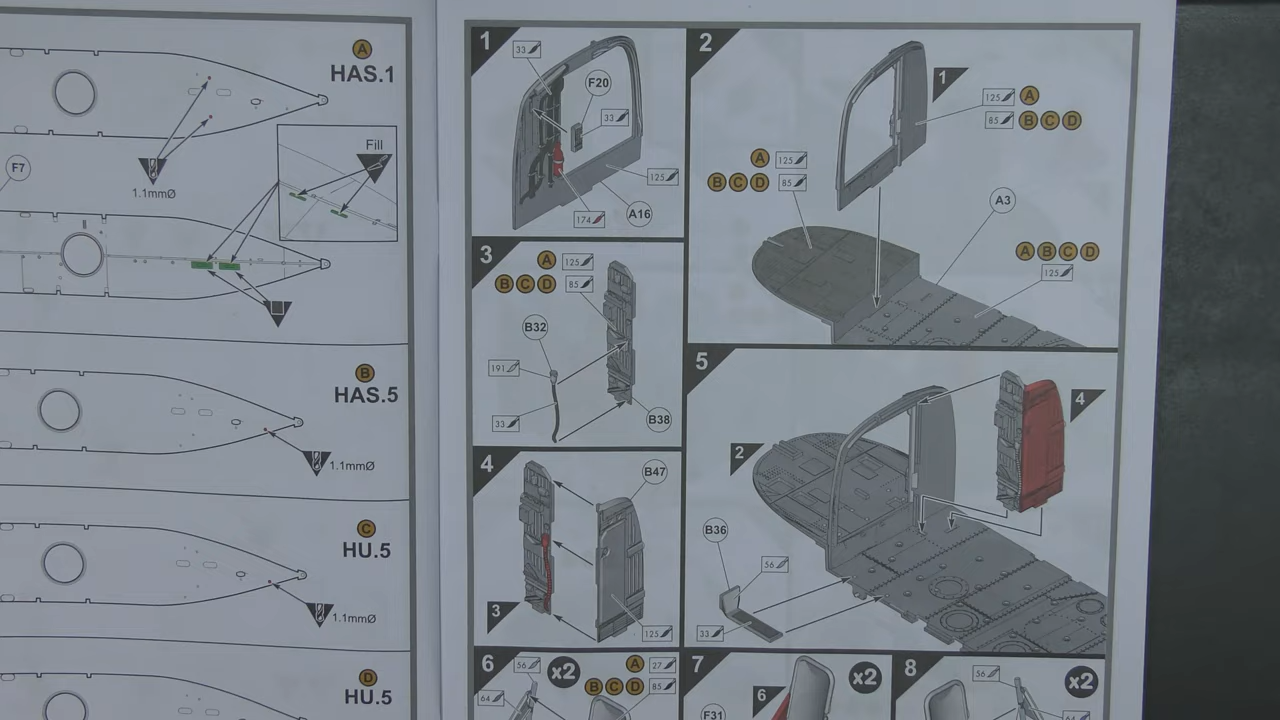 A
HAS.1
F7
1.1mmØ
Fill
B
HAS.5
1.1mmØ
C
HU.5
1.1mmØ
D
HU.5
1
33
F20
33
125
A16
174
2
1
125 A
85 B C D
A 125
B C D 85
A3
A B C D
125
3
A 125
B C D 85
B32
191
33
B38
4
B47
3
125
5
4
2
B36
56
33
6
56
x2
A 27
B C D 85
64
7
6
x2
F31
8
56
x2
64